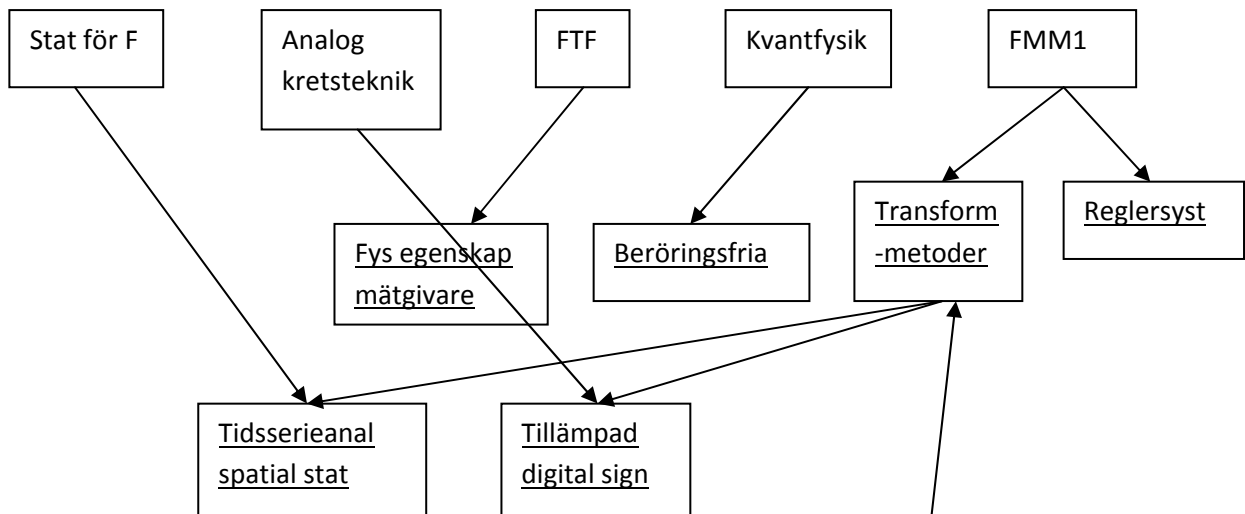 Stat för F
Analog
kretsteknik
FTF
Kvantfysik
FMM1
Fys egenskap
mätgivare
Beröringsfria
Transform
-metoder
Reglersyst
Tidsserieanal
spatial stat
Tillämpad
digital sign